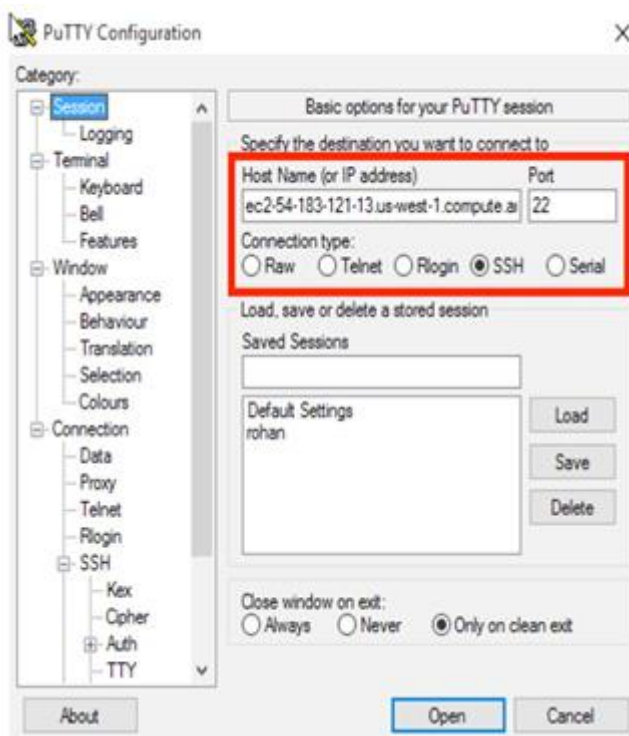 PuTTY Configuration
Category:
Session
Logging
Terminal
Keyboard
Bell
Features
Window
Appearance
Behaviour
Translation
Selection
Colours
Connection
Data
Proxy
Telnet
Rlogin
SSH
Kex
Cipher
Auth
TTY
Basic options for your PuTTY session
Specify the destination you want to connect to
Host Name (or IP address) Port
ec2-54-183-121-13.us-west-1.compute.a 22
Connection type:
Raw Telnet Rlogin SSH Serial
Load, save or delete a stored session
Saved Sessions
Default Settings
rohan
Load
Save
Delete
Close window on exit:
Always Never Only on clean exit
About Open Cancel